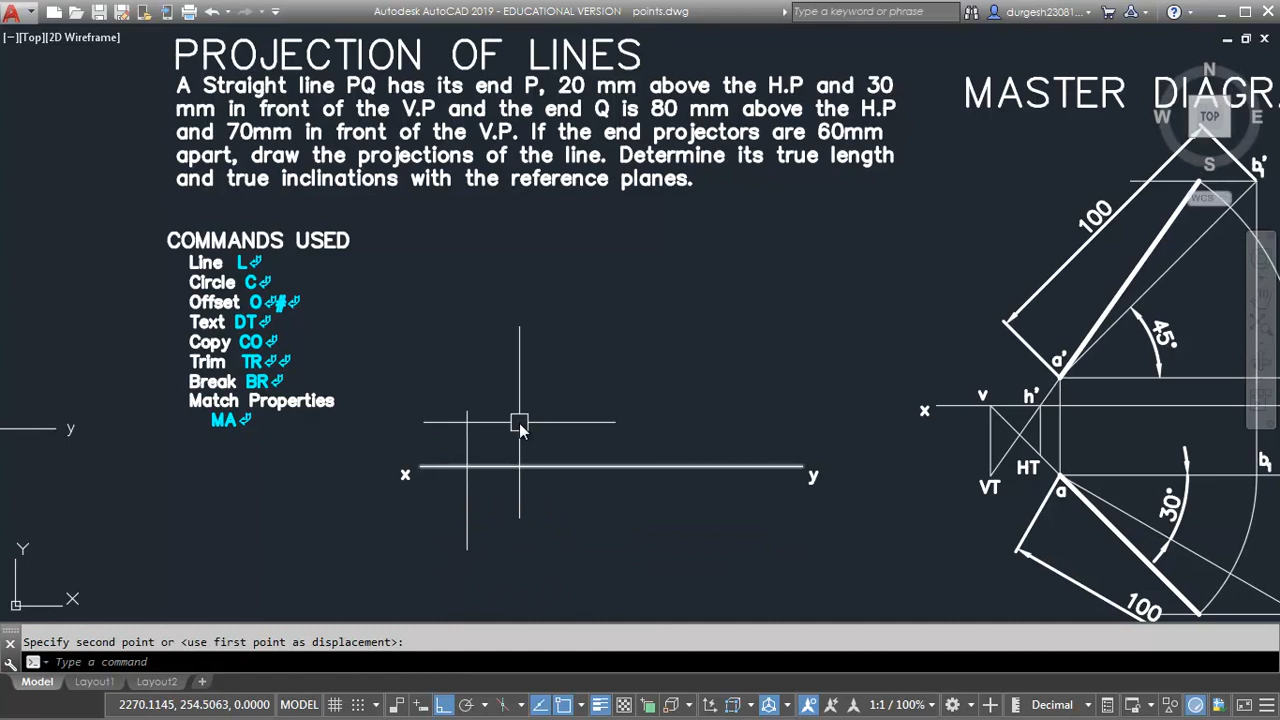 Autodesk AutoCAD 2019 - EDUCATIONAL VERSION points.dwg
Type a keyword or phrase
durgesh23081...
[−][Top][2D Wireframe]
PROJECTION OF LINES
A Straight line PQ has its end P, 20 mm above the H.P and 30
mm in front of the V.P and the end Q is 80 mm above the H.P
and 70mm in front of the V.P. If the end projectors are 60mm
apart, draw the projections of the line. Determine its true length
and true inclinations with the reference planes.
MASTER DIAGR
N
W TOP E
S
WCS
COMMANDS USED
Line L↲
Circle C↲
Offset O↲#↲
Text DT↲
Copy CO↲
Trim TR↲↲
Break BR↲
Match Properties
MA↲
y
x
y
b₁'
100
45°
a'
x
v
h'
HT
VT
a
b₁
30°
100
Y
X
Specify second point or <use first point as displacement>:
Type a command
Model Layout1 Layout2 +
2270.1145, 254.5063, 0.0000 MODEL 1:1 / 100% Decimal